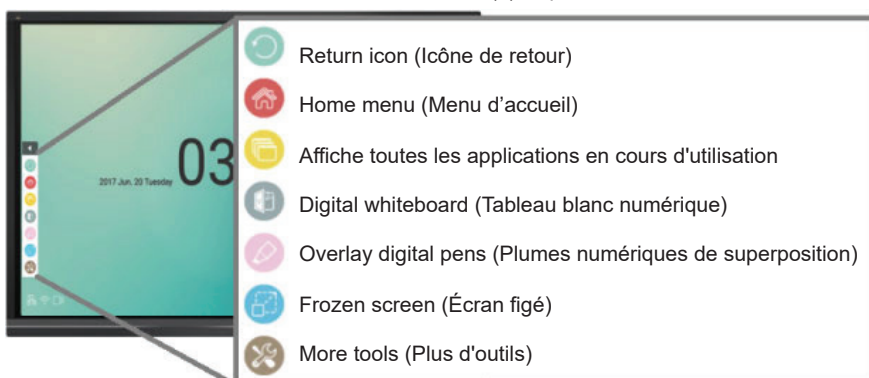 Return icon (Icône de retour)
Home menu (Menu d’accueil)
Affiche toutes les applications en cours d'utilisation
Digital whiteboard (Tableau blanc numérique)
Overlay digital pens (Plumes numériques de superposition)
Frozen screen (Écran figé)
More tools (Plus d'outils)
03
2017 Jun. 20 Tuesday